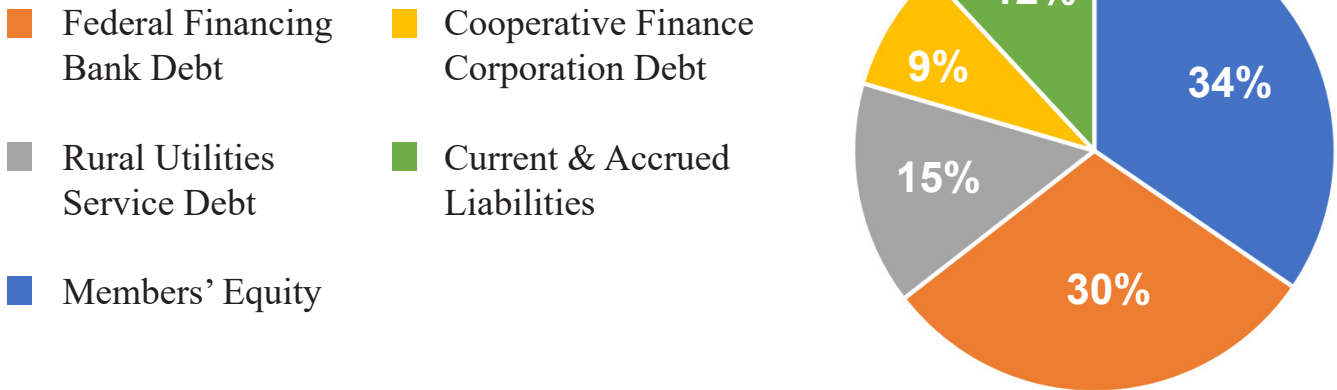 Federal Financing
Bank Debt
Cooperative Finance
Corporation Debt
Rural Utilities
Service Debt
Current & Accrued
Liabilities
Members’ Equity
9%
34%
15%
30%